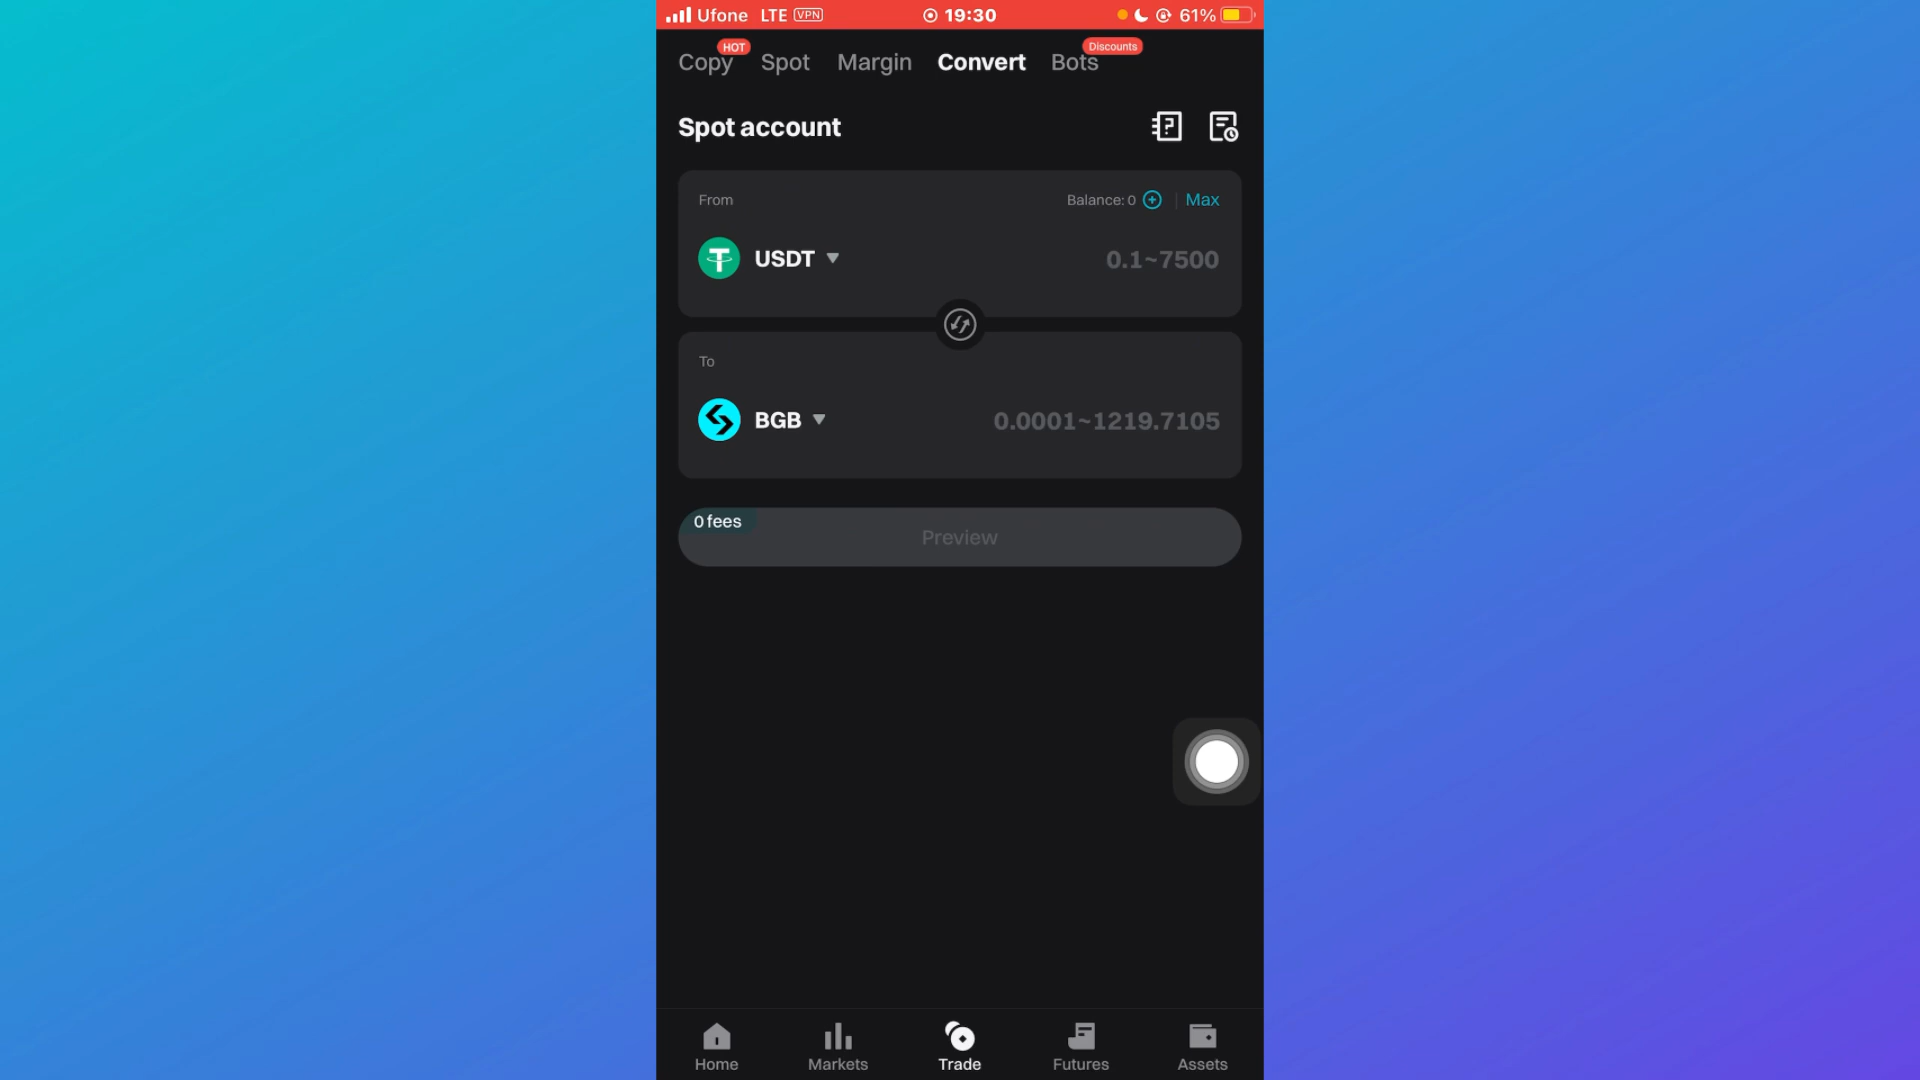 Ufone LTE VPN 19:30 61%
HOT Discounts
Copy Spot Margin Convert Bots
Spot account
From Balance: 0 Max
USDT 0.1~7500
To
BGB 0.0001~1219.7105
0 fees
Preview
Home Markets Trade Futures Assets